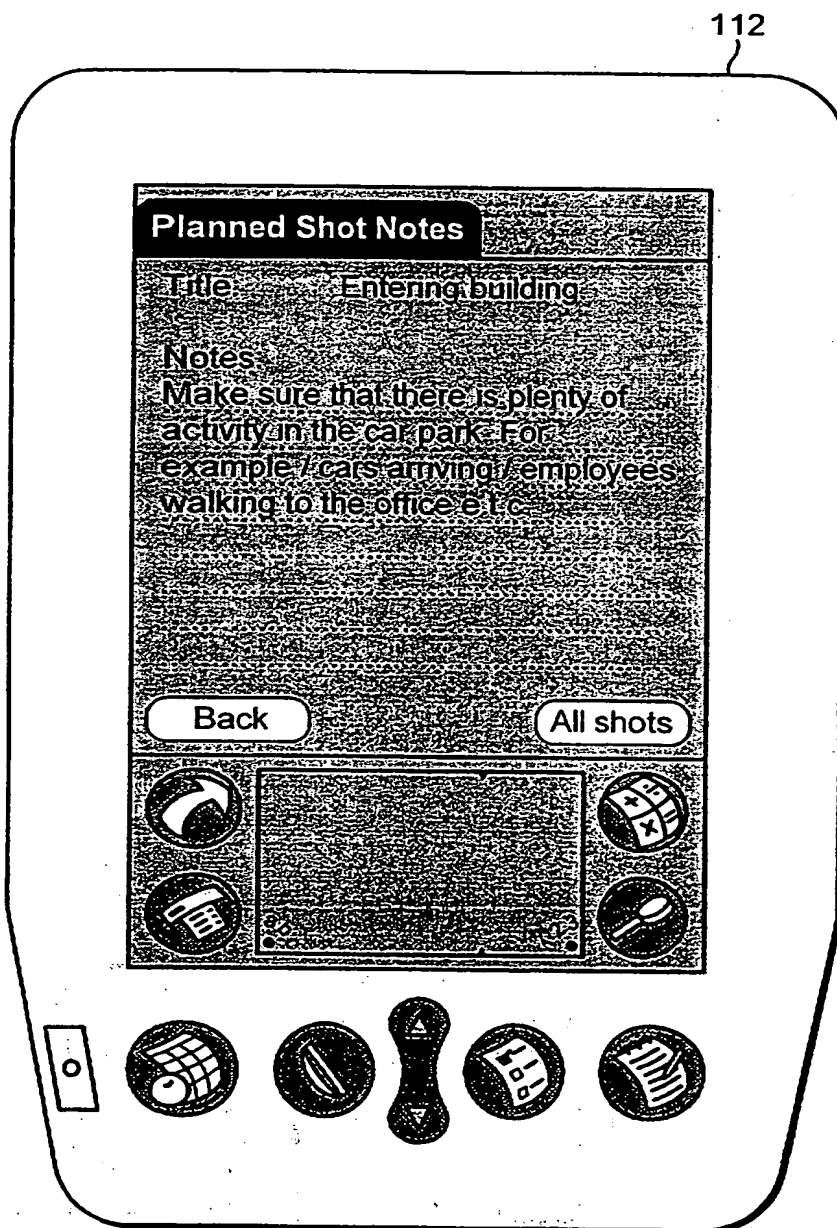 112
Planned Shot Notes
Title Entering building
Notes
Make sure that there is plenty of
activity in the car park. For
example / cars arriving / employees
walking to the office e.t.c
Back All shots